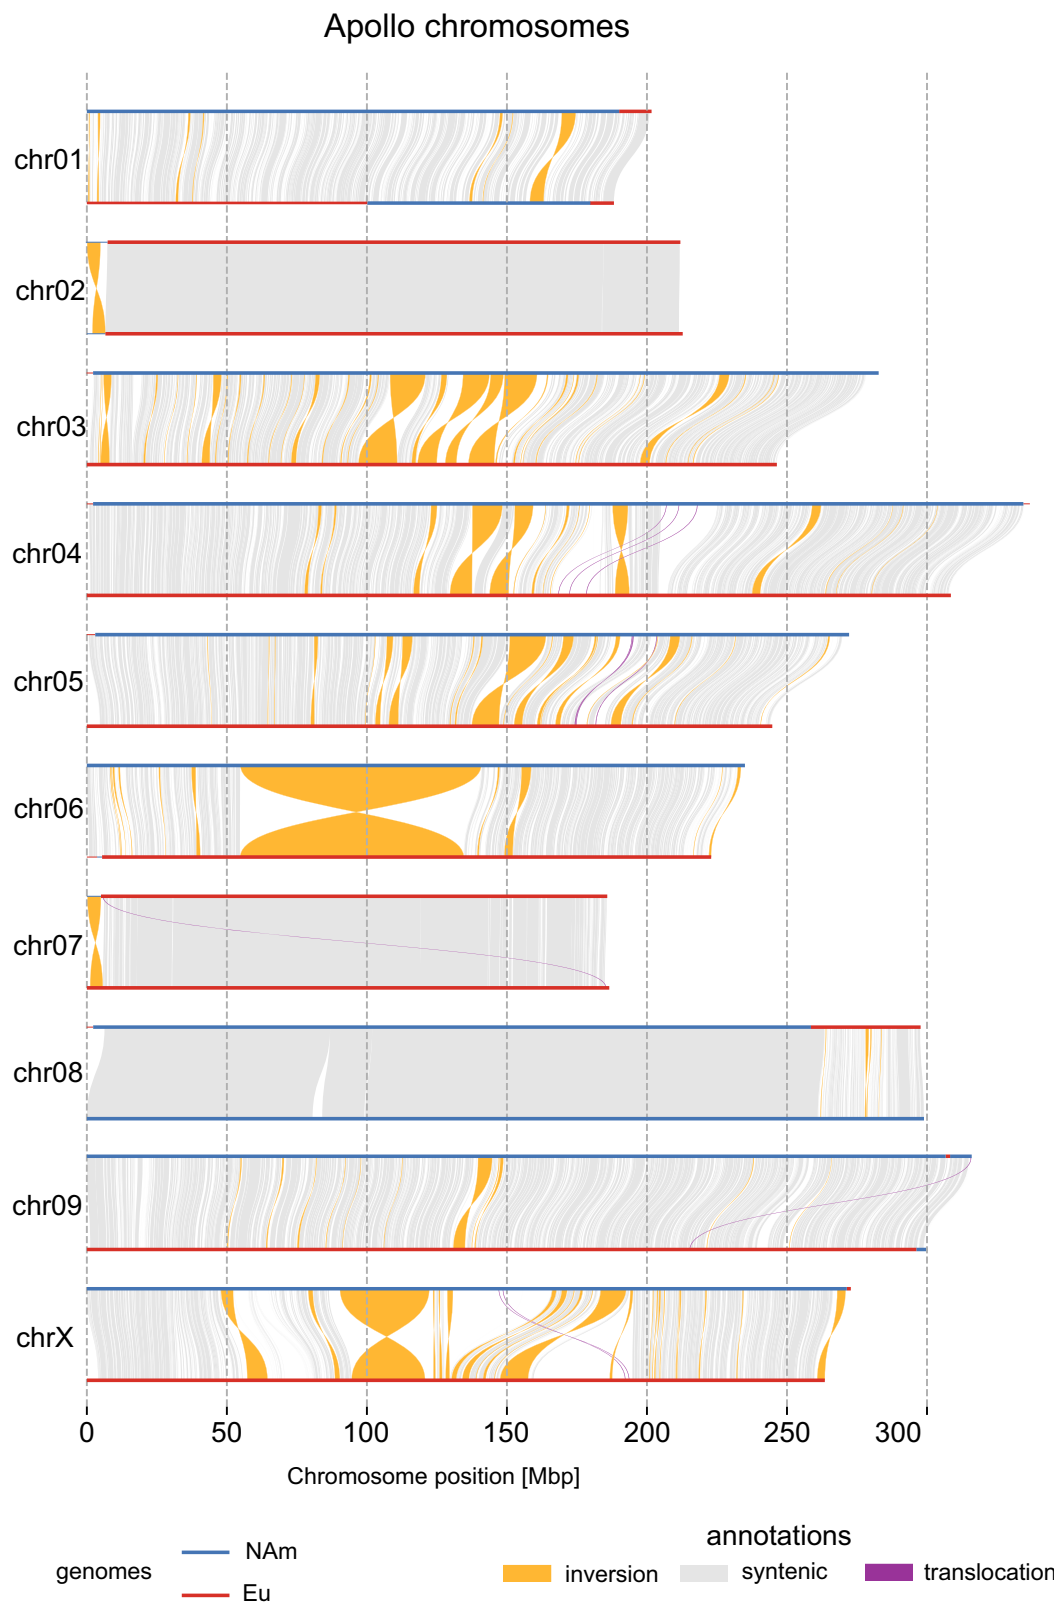 Apollo chromosomes
chr01
chr02
chr03
chr04
chr05
chr06
chr07
chr08
chr09
chrX
0 50 100 150 200 250 300
Chromosome position [Mbp]
annotations
genomes
NAm
Eu
inversion
syntenic
translocation